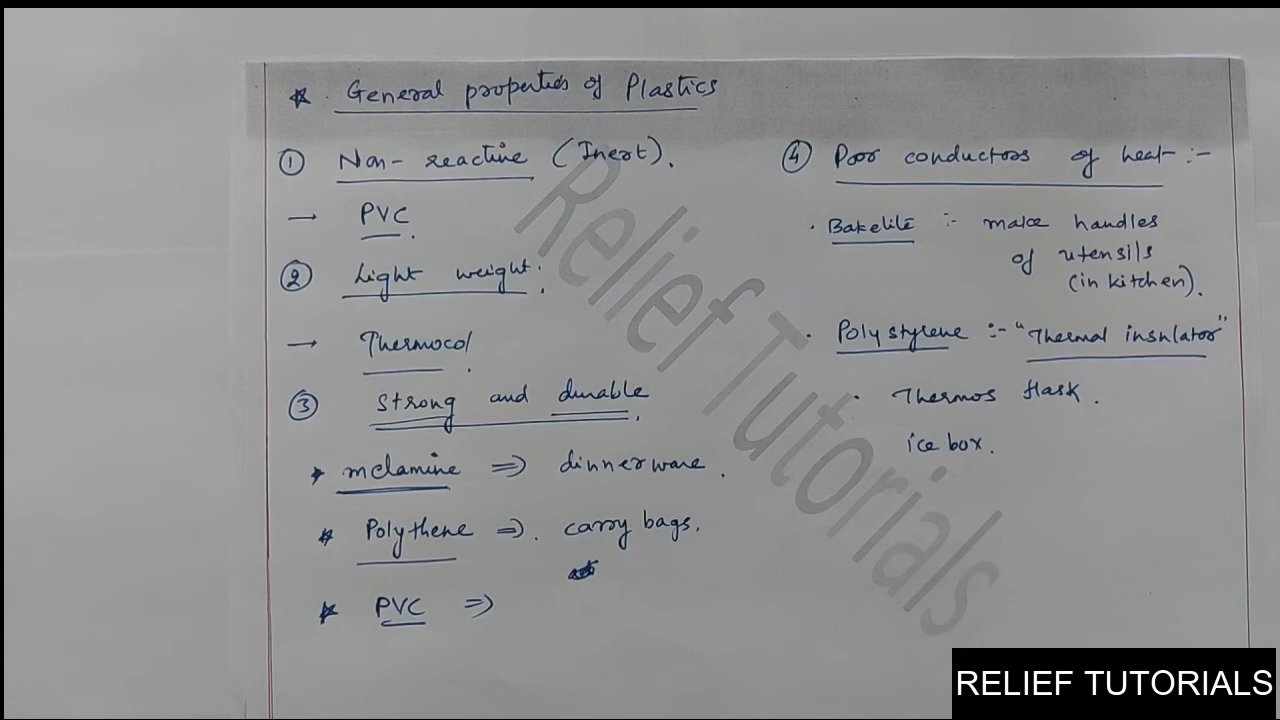 General properties of Plastics
① Non-reactive (Inert).
→ PVC.
② Light weight:
→ Thermocol.
③ Strong and durable.
melamine ⇒ dinnerware.
Polythene ⇒. carry bags.
PVC ⇒
④ Poor conductors of heat :-
· Bakelite :- make handles
of utensils
(in kitchen).
· Polystyrene :- "Thermal insulator"
· Thermos flask.
ice box.
Relief Tutorials
RELIEF TUTORIALS